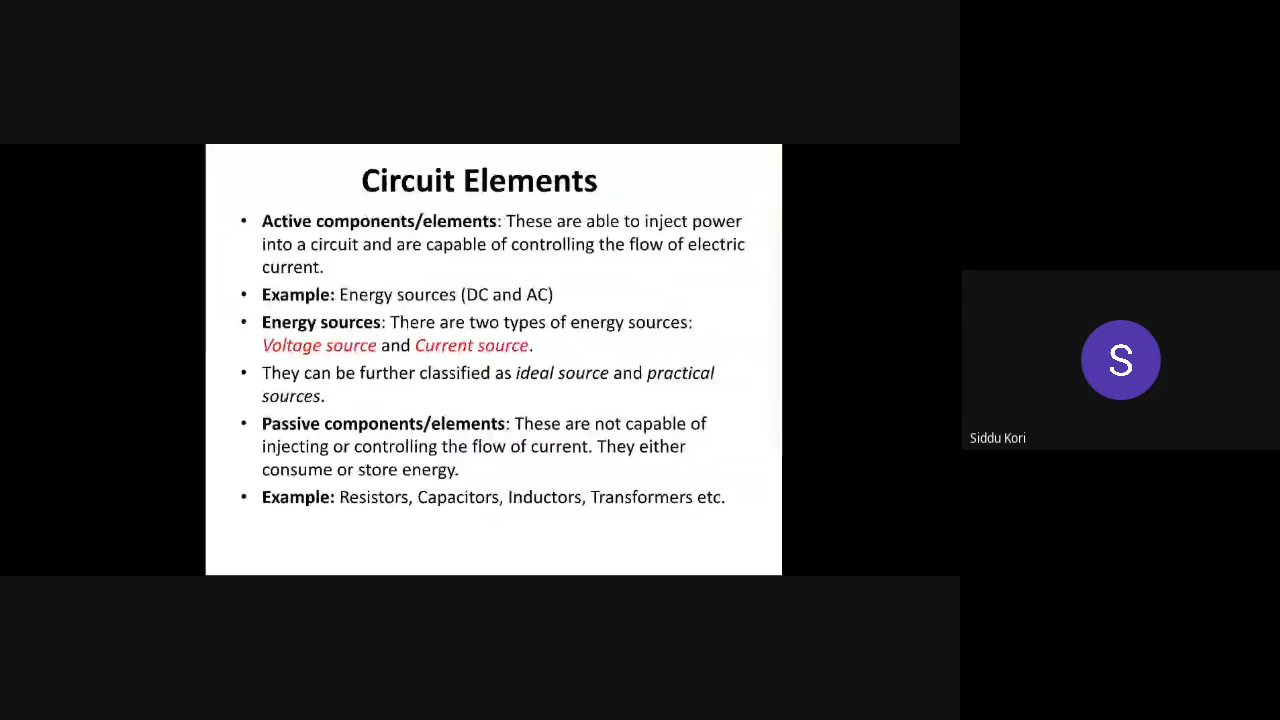 Circuit Elements
• Active components/elements: These are able to inject power
into a circuit and are capable of controlling the flow of electric
current.
• Example: Energy sources (DC and AC)
• Energy sources: There are two types of energy sources:
Voltage source and Current source.
• They can be further classified as ideal source and practical
sources.
• Passive components/elements: These are not capable of
injecting or controlling the flow of current. They either
consume or store energy.
• Example: Resistors, Capacitors, Inductors, Transformers etc.
S
Siddu Kori